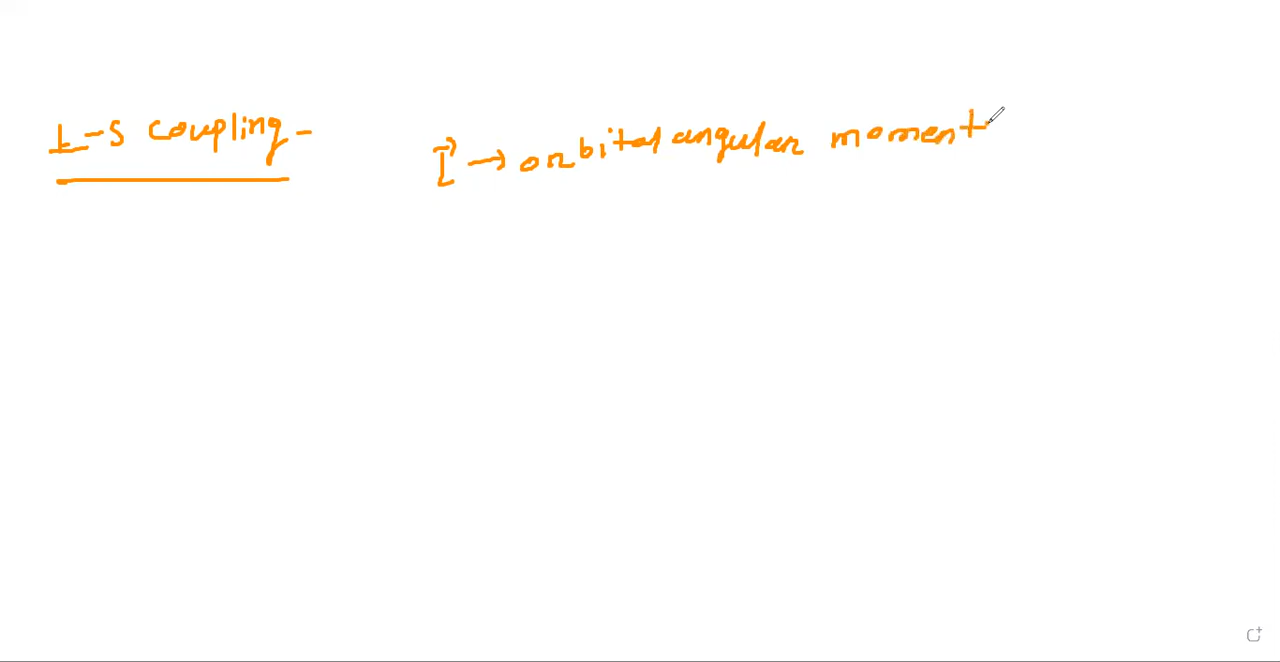 L-S coupling -
L⃗ → orbital angular moment